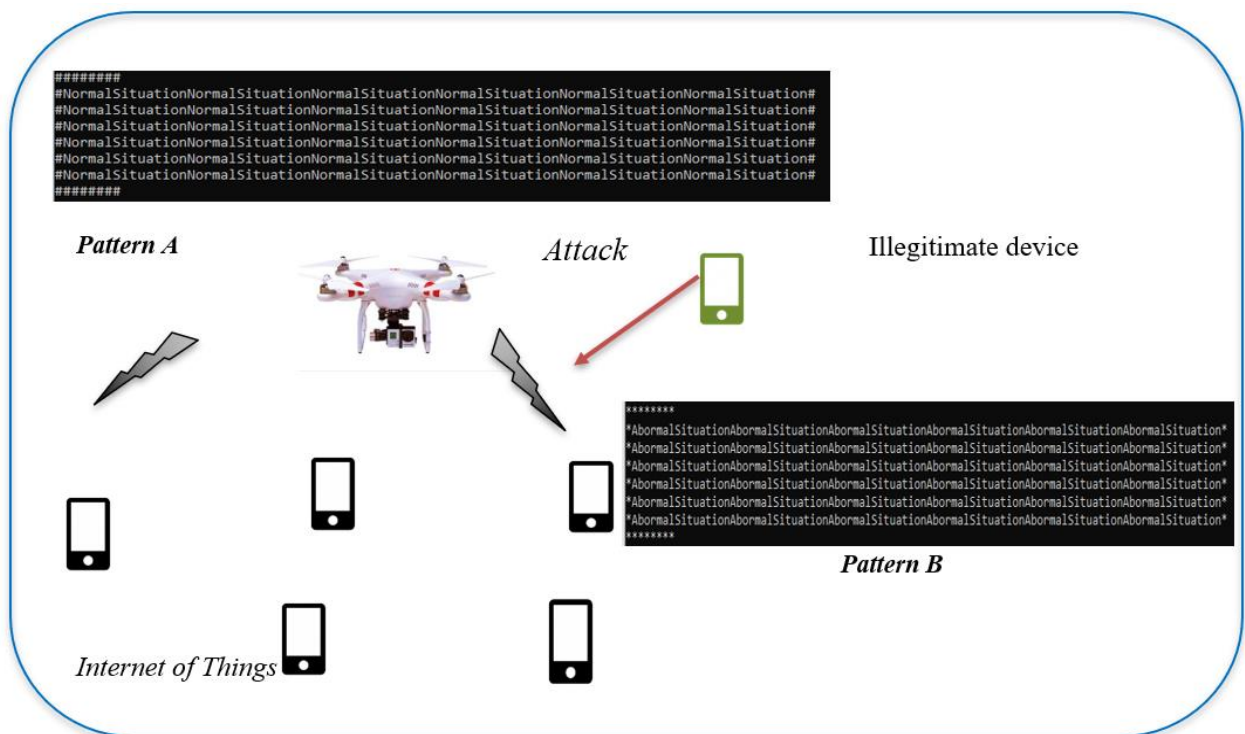 ########
#NormalSituationNormalSituationNormalSituationNormalSituationNormalSituationNormalSituation#
#NormalSituationNormalSituationNormalSituationNormalSituationNormalSituationNormalSituation#
#NormalSituationNormalSituationNormalSituationNormalSituationNormalSituationNormalSituation#
#NormalSituationNormalSituationNormalSituationNormalSituationNormalSituationNormalSituation#
#NormalSituationNormalSituationNormalSituationNormalSituationNormalSituationNormalSituation#
#NormalSituationNormalSituationNormalSituationNormalSituationNormalSituationNormalSituation#
########
Pattern A
Attack
Illegitimate device
********
*AbormalSituationAbormalSituationAbormalSituationAbormalSituationAbormalSituationAbormalSituation*
*AbormalSituationAbormalSituationAbormalSituationAbormalSituationAbormalSituationAbormalSituation*
*AbormalSituationAbormalSituationAbormalSituationAbormalSituationAbormalSituationAbormalSituation*
*AbormalSituationAbormalSituationAbormalSituationAbormalSituationAbormalSituationAbormalSituation*
*AbormalSituationAbormalSituationAbormalSituationAbormalSituationAbormalSituationAbormalSituation*
*AbormalSituationAbormalSituationAbormalSituationAbormalSituationAbormalSituationAbormalSituation*
********
Pattern B
Internet of Things